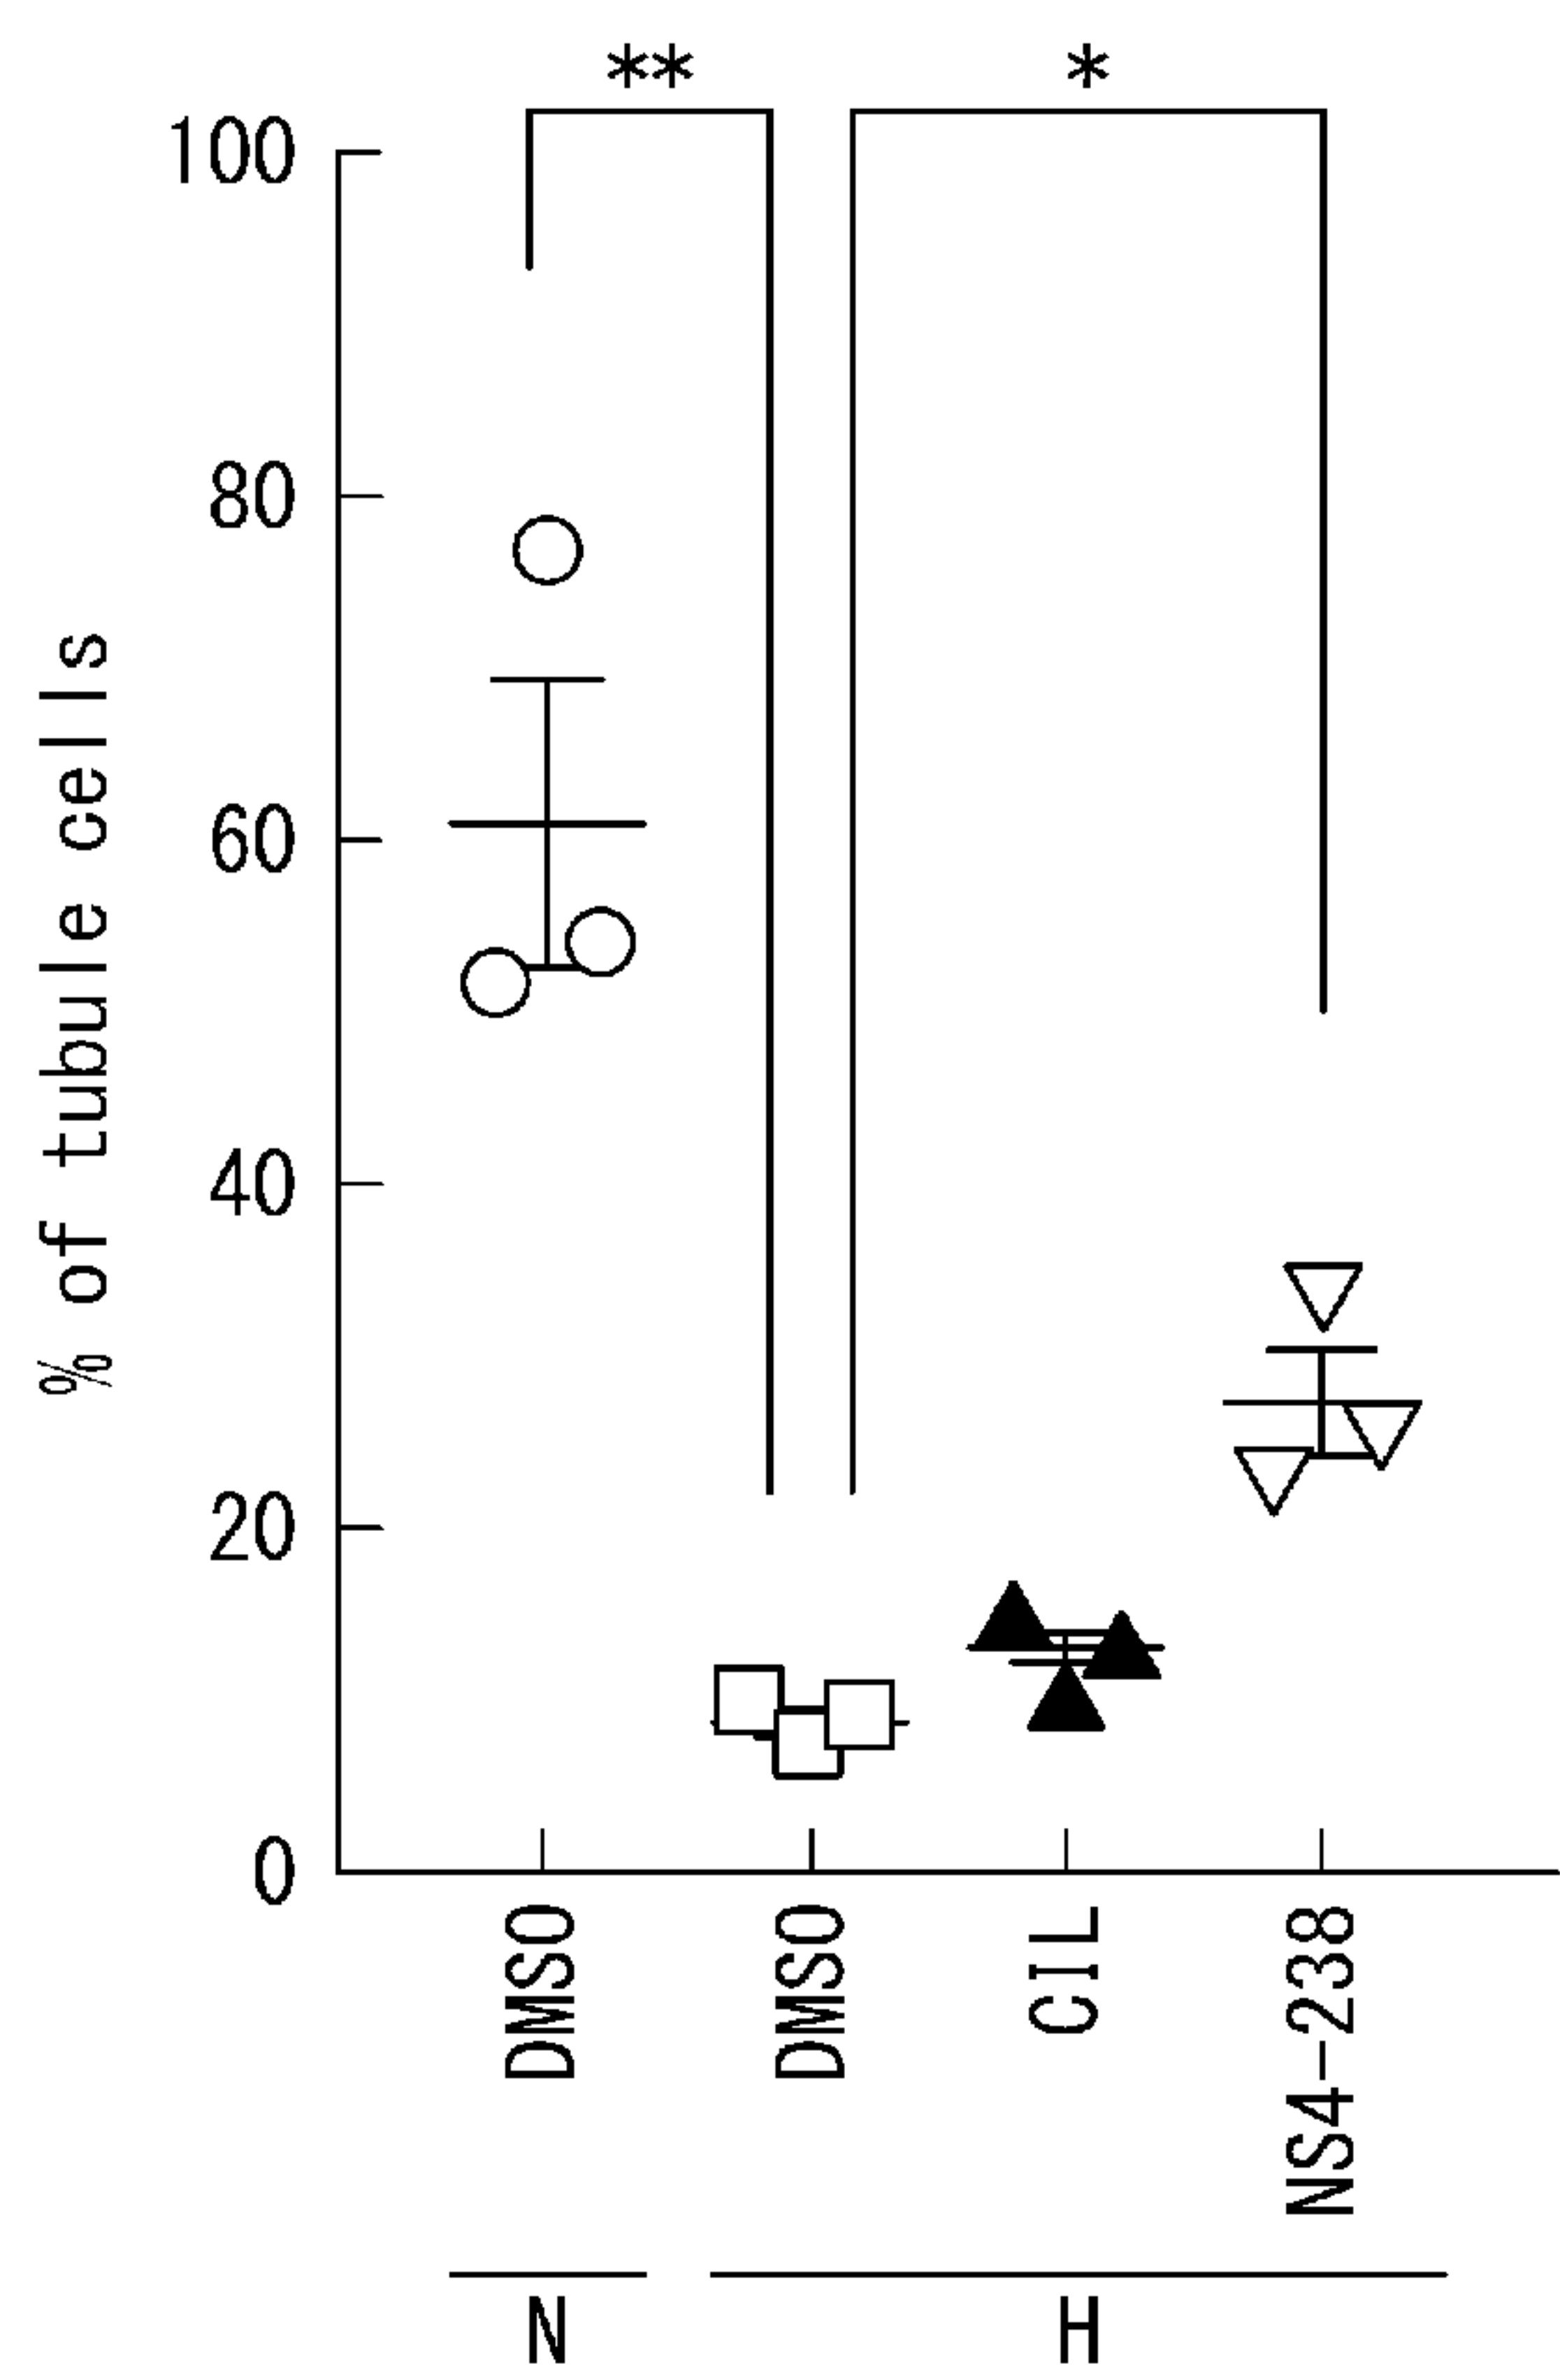 **
*
100
80
60
40
20
0
% of tubule cells
DMSO
DMSO
CIL
NS4-238
N
H